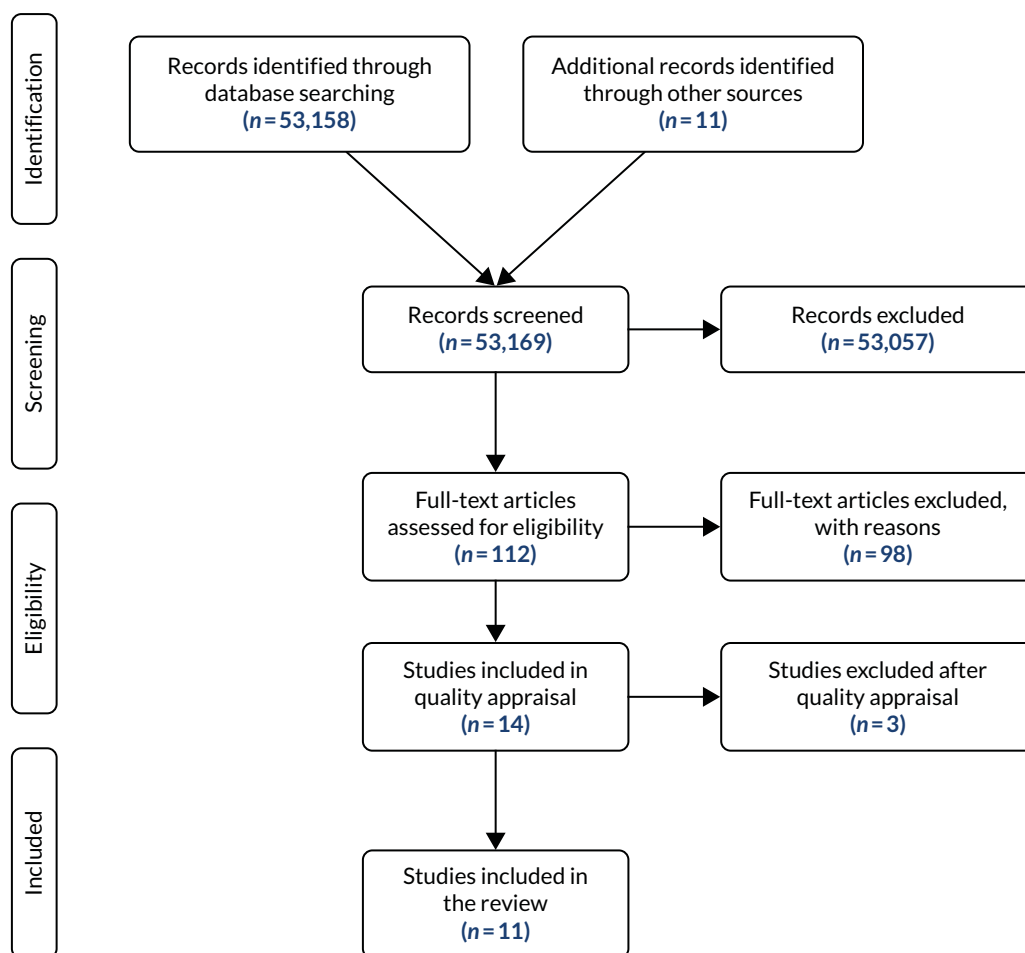 Identification
Records identified through
database searching
(n=53,158)
Additional records identified
through other sources
(n=11)
Screening
Records screened
(n=53,169)
Records excluded
(n=53,057)
Eligibility
Full-text articles
assessed for eligibility
(n=112)
Full-text articles excluded,
with reasons
(n=98)
Studies included in
quality appraisal
(n=14)
Studies excluded after
quality appraisal
(n=3)
Included
Studies included in
the review
(n=11)